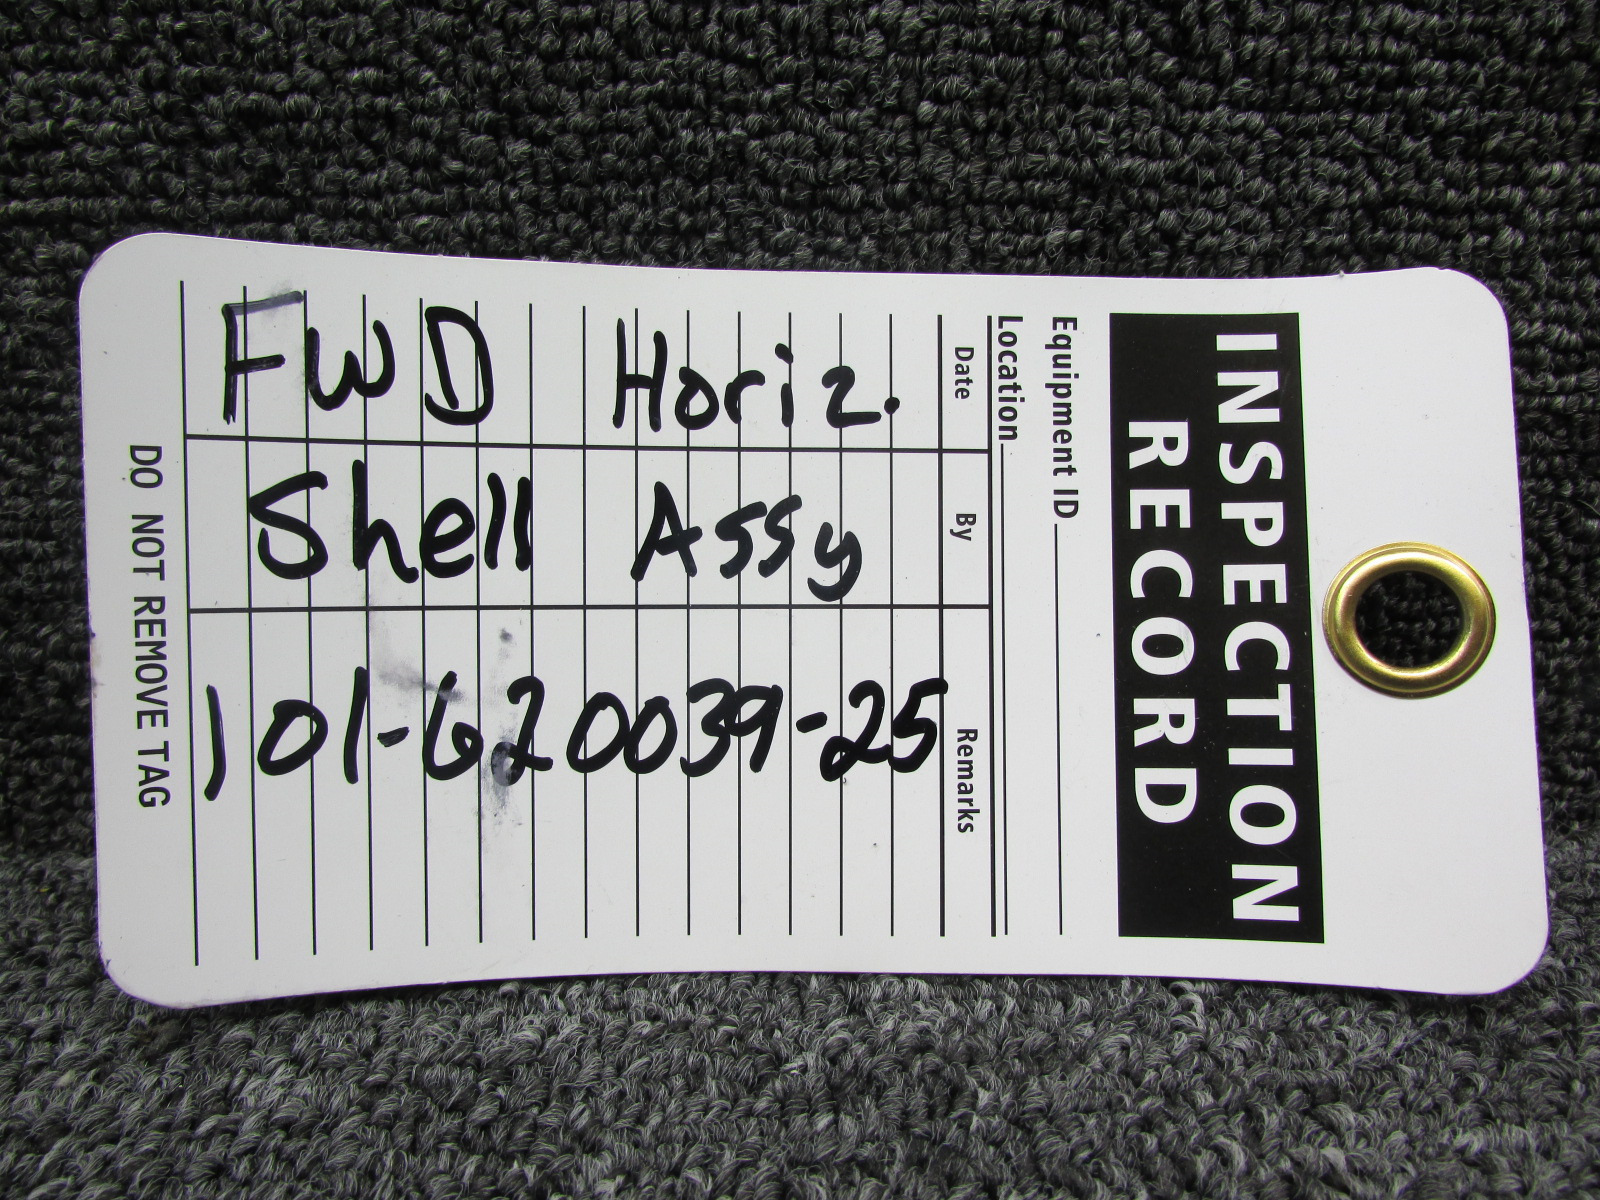 FWD Horiz.
Shell Assy
101-620039-25
INSPECTION
RECORD
Equipment ID
Location
Date By Remarks
DO NOT REMOVE TAG